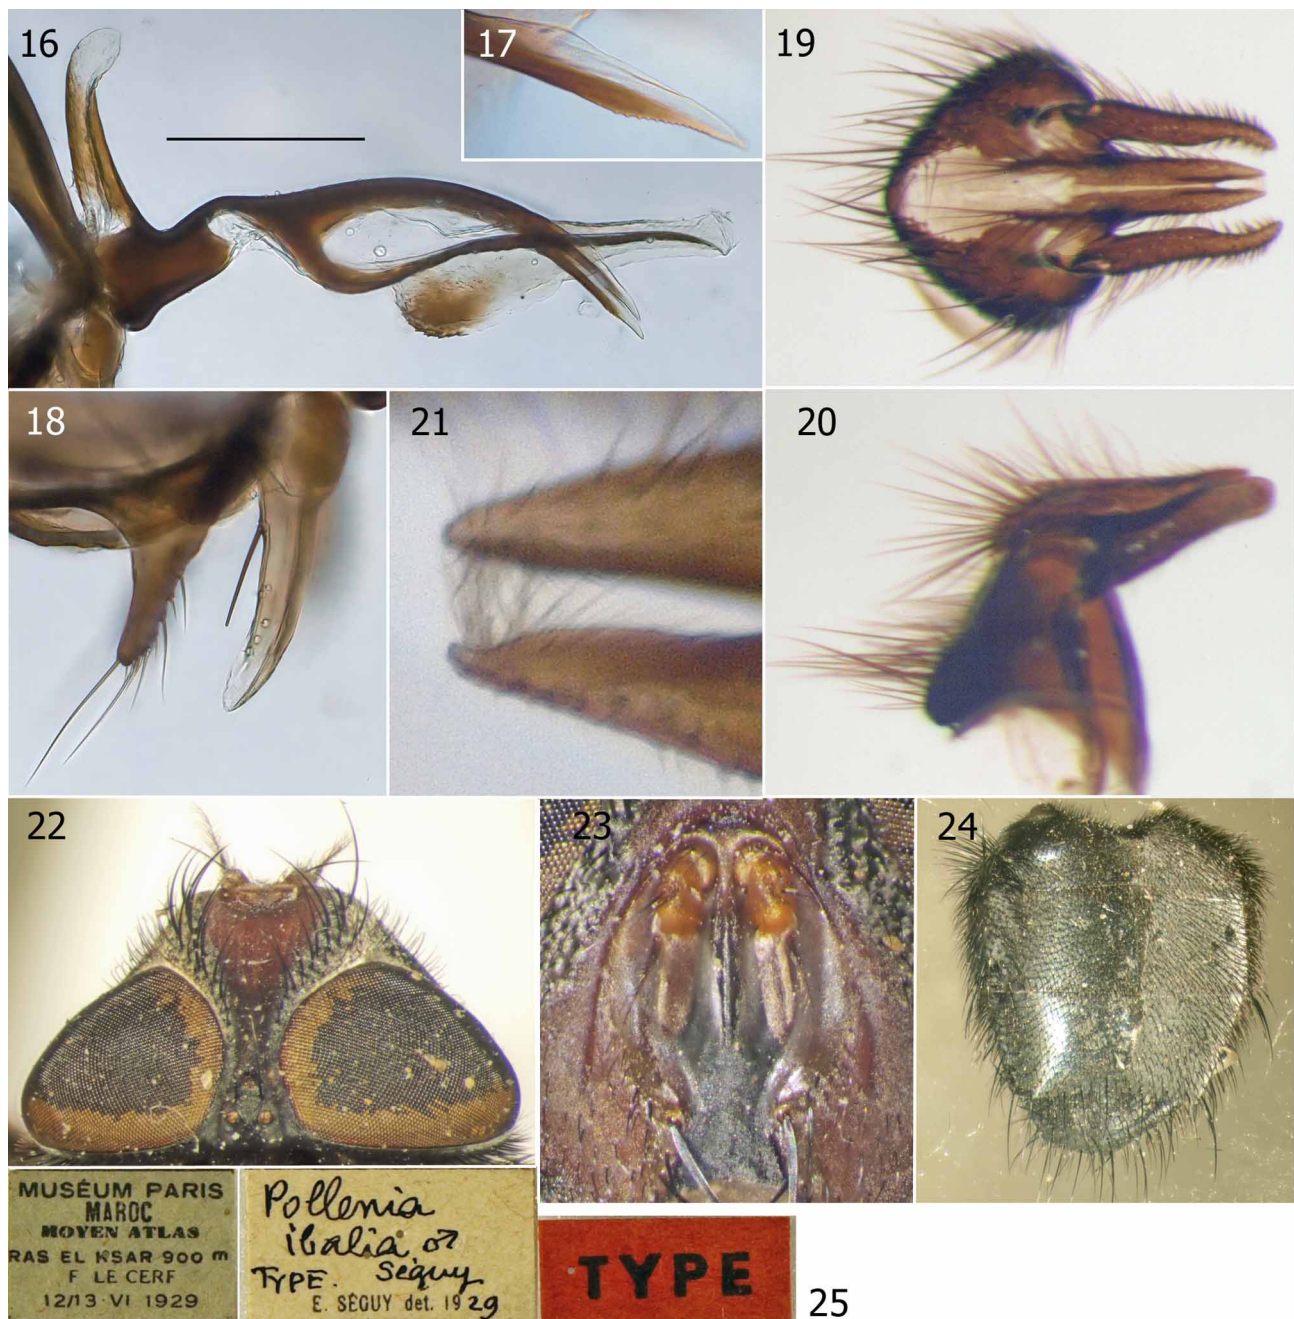 16
17
19
18
21
20
22
23
24
MUSÉUM PARIS
MAROC
MOYEN ATLAS
RAS EL KSAR 900 m
F LE CERF
12/13 VI 1929
Pollenia
ibalia ♂
TYPE. Séguy
E. SÉGUY det. 1929
TYPE
25